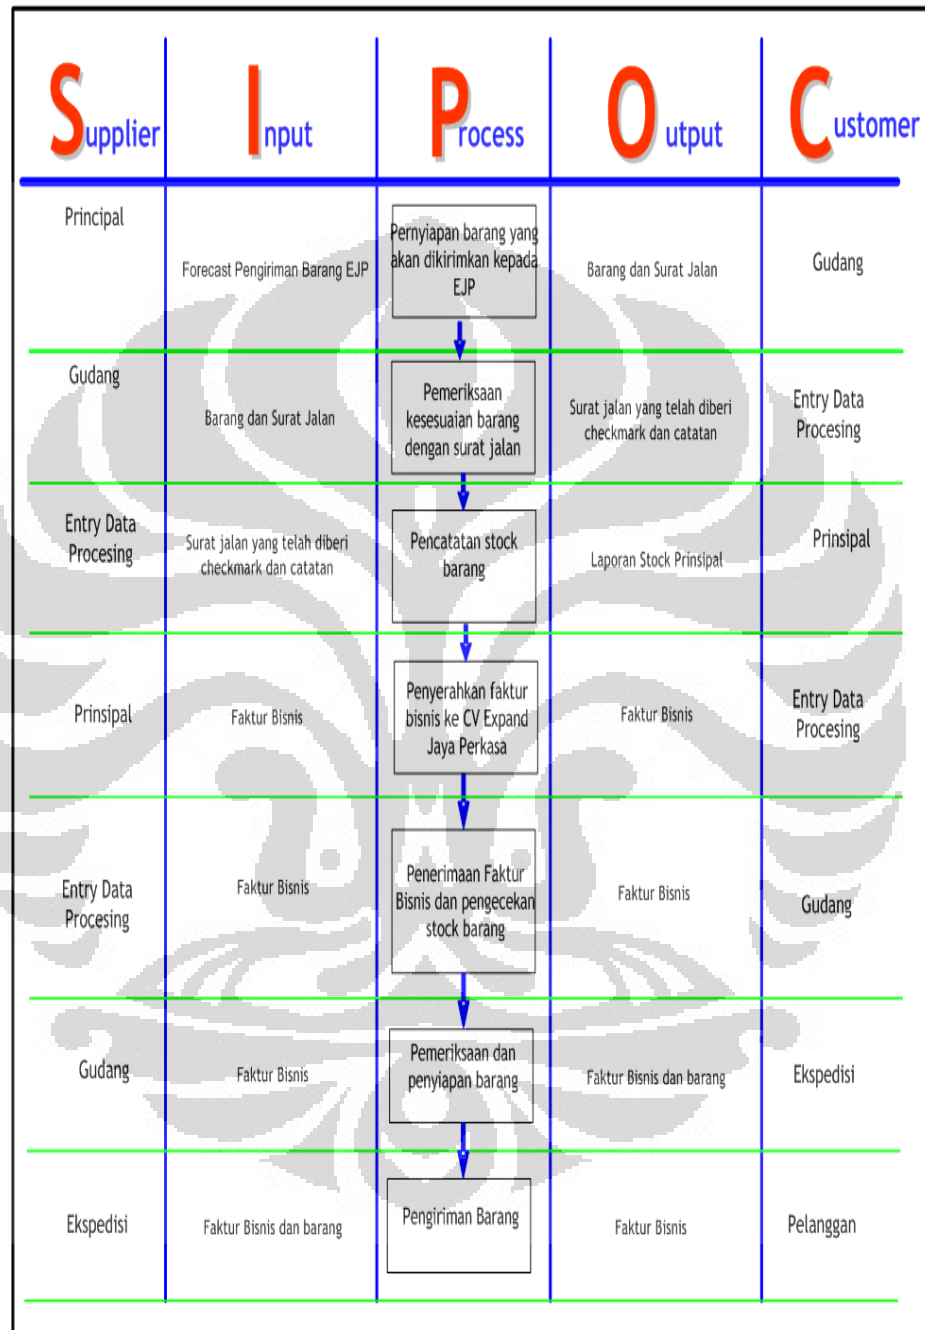 Supplier
Input
Process
Output
Customer
Principal
Forecast Pengiriman Barang EJP
Pernyiapan barang yang
akan dikirimkan kepada
EJP
Barang dan Surat Jalan
Gudang
Gudang
Barang dan Surat Jalan
Pemeriksaan
kesesuaian barang
dengan surat jalan
Surat jalan yang telah diberi
checkmark dan catatan
Entry Data
Procesing
Entry Data
Procesing
Surat jalan yang telah diberi
checkmark dan catatan
Pencatatan stock
barang
Laporan Stock Prinsipal
Prinsipal
Prinsipal
Faktur Bisnis
Penyerahkan faktur
bisnis ke CV Expand
Jaya Perkasa
Faktur Bisnis
Entry Data
Procesing
Entry Data
Procesing
Faktur Bisnis
Penerimaan Faktur
Bisnis dan pengecekan
stock barang
Faktur Bisnis
Gudang
Gudang
Faktur Bisnis
Pemeriksaan dan
penyiapan barang
Faktur Bisnis dan barang
Ekspedisi
Ekspedisi
Faktur Bisnis dan barang
Pengiriman Barang
Faktur Bisnis
Pelanggan